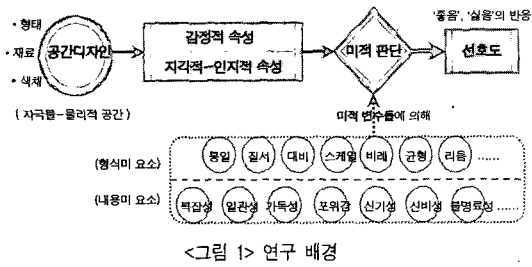 '좋음', '싫음'의 반응
• 형태
• 재료
• 색채
공간디자인
감정적 속성
지각적-인지적 속성
미적 판단
선호도
( 자극물-물리적 공간 )
미적 변수들에 의해
(형식미 요소)
통일 질서 대비 스케일 비례 균형 리듬 ......
(내용미 요소)
복잡성 일관성 가독성 포위감 신기성 신비성 불명료성 ......
<그림 1> 연구 배경